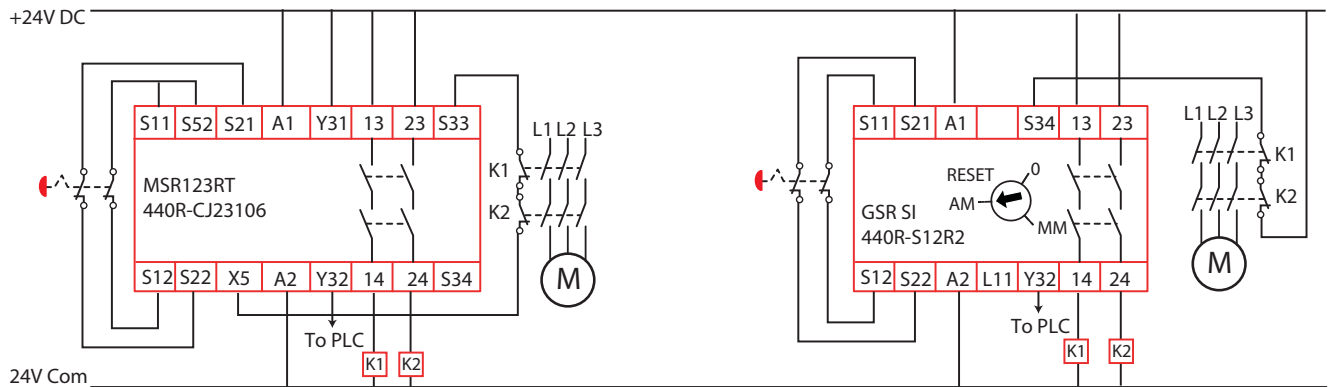 +24V DC
S11 S52 S21 A1 Y31 13 23 S33
L1 L2 L3
K1
K2
MSR123RT
440R-CJ23106
M
S12 S22 X5 A2 Y32 14 24 S34
To PLC
K1 K2
24V Com
S11 S21 A1 S34 13 23
L1 L2 L3
K1
K2
RESET 0
AM
MM
GSR SI
440R-S12R2
M
S12 S22 A2 L11 Y32 14 24
To PLC
K1 K2